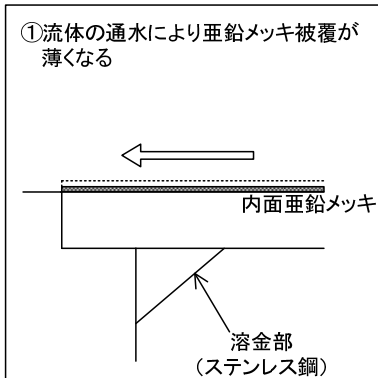 ①流体の通水により亜鉛メッキ被覆が
薄くなる
内面亜鉛メッキ
溶金部
(ステンレス鋼)